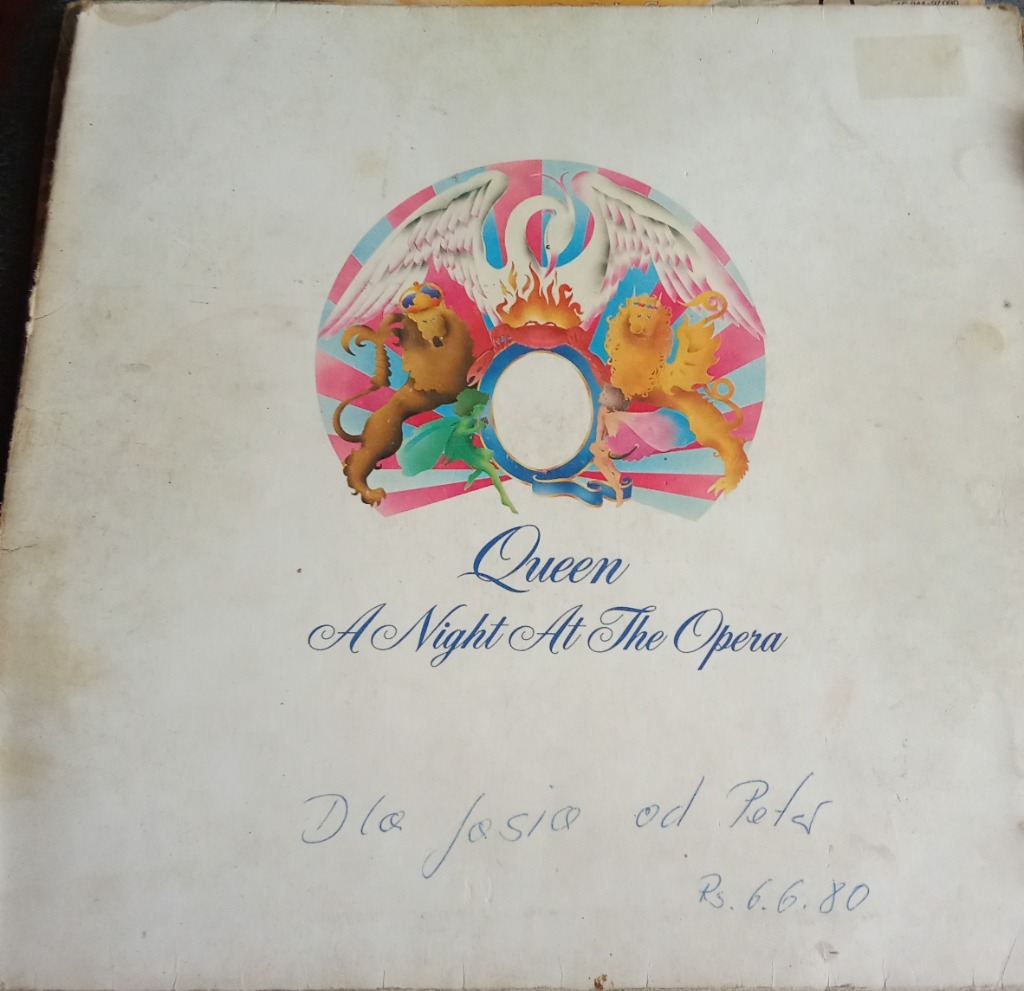 Queen
A Night At The Opera
Dla Jasia od Peter
Rs. 6.6.80